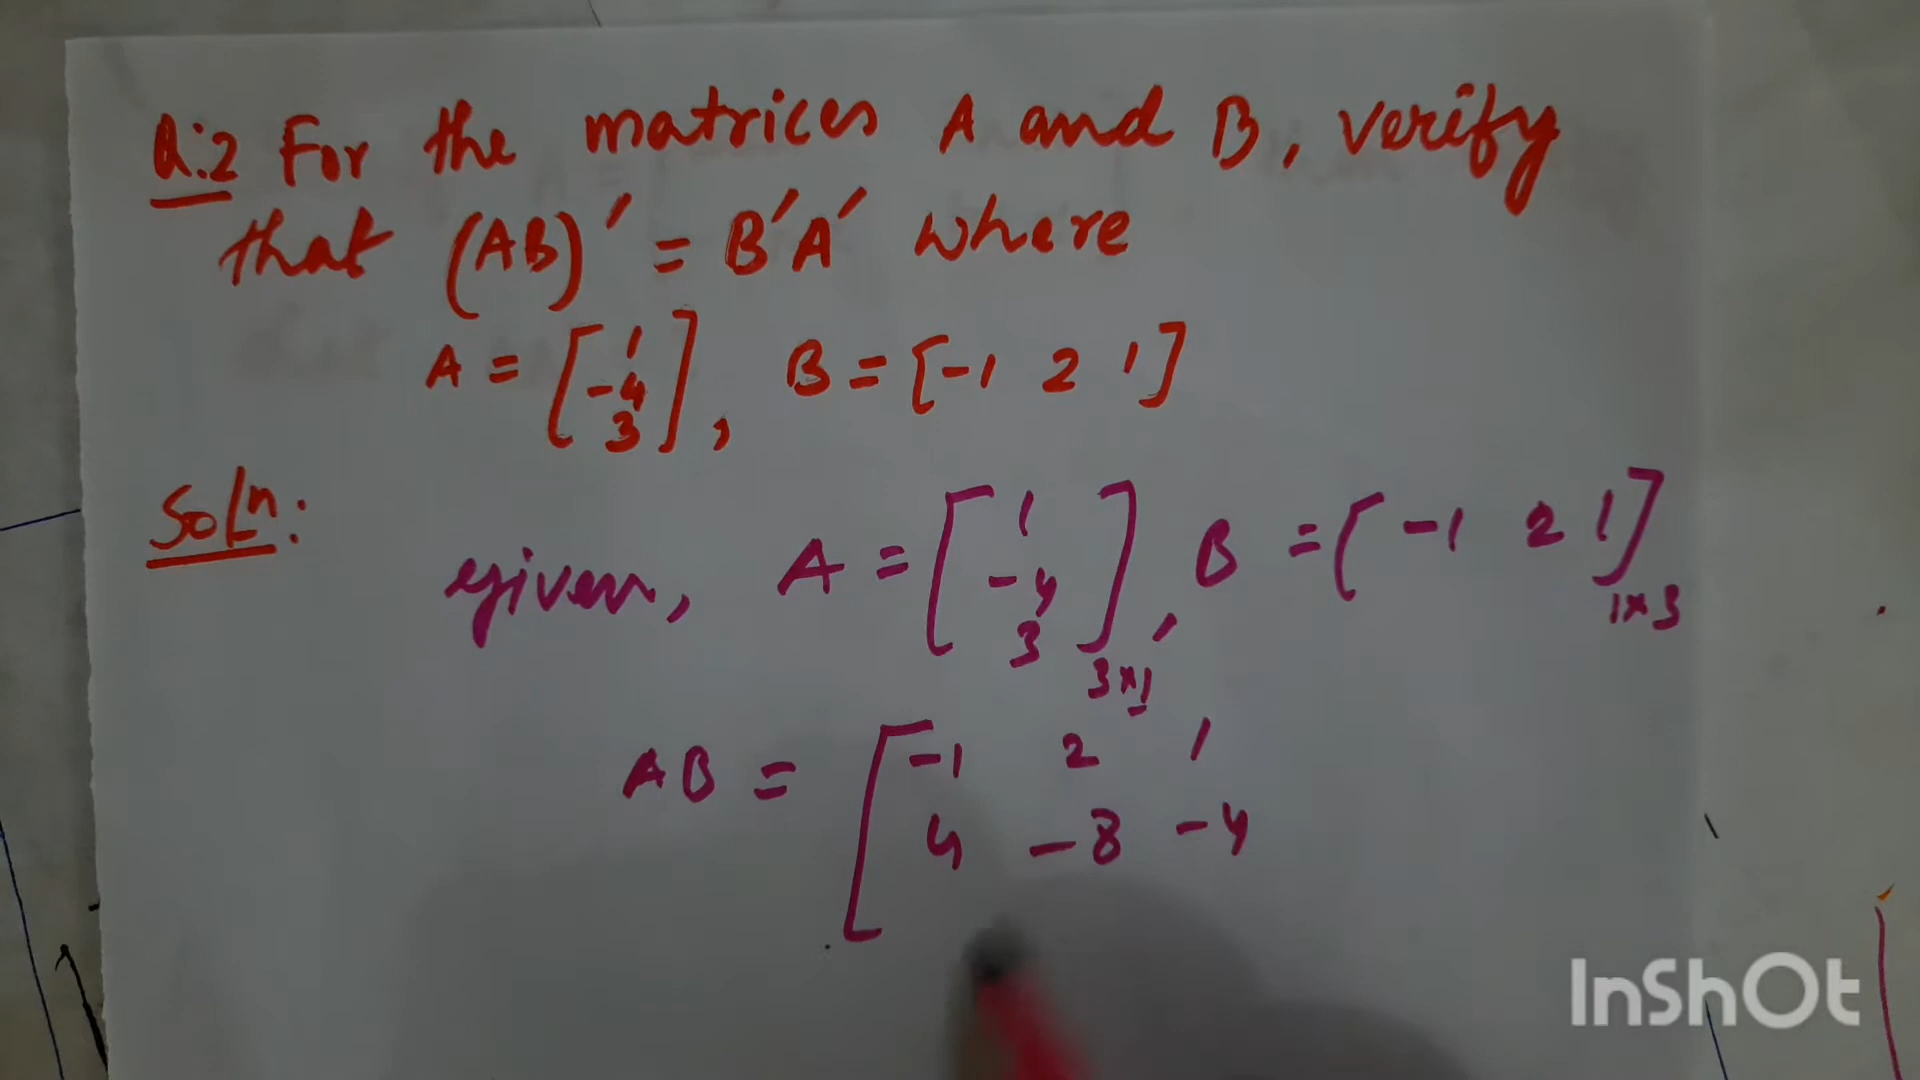 Q:2 For the matrices A and B, verify
that (AB)′ = B′A′ where
A = [1 -4 3], B = [-1 2 1]
Soln:
given, A = [1 -4 3] 3×1, B = [-1 2 1] 1×3
AB = [-1 2 1
4 -8 -4
InShOt